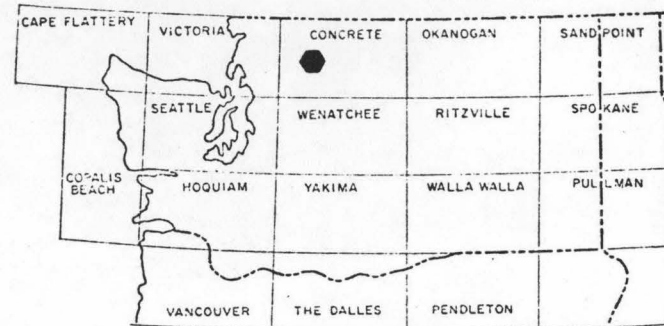 CAPE FLATTERY
VICTORIA
CONCRETE
OKANOGAN
SAND POINT
SEATTLE
WENATCHEE
RITZVILLE
SPOKANE
COPALIS
BEACH
HOQUIAM
YAKIMA
WALLA WALLA
PULLMAN
VANCOUVER
THE DALLES
PENDLETON